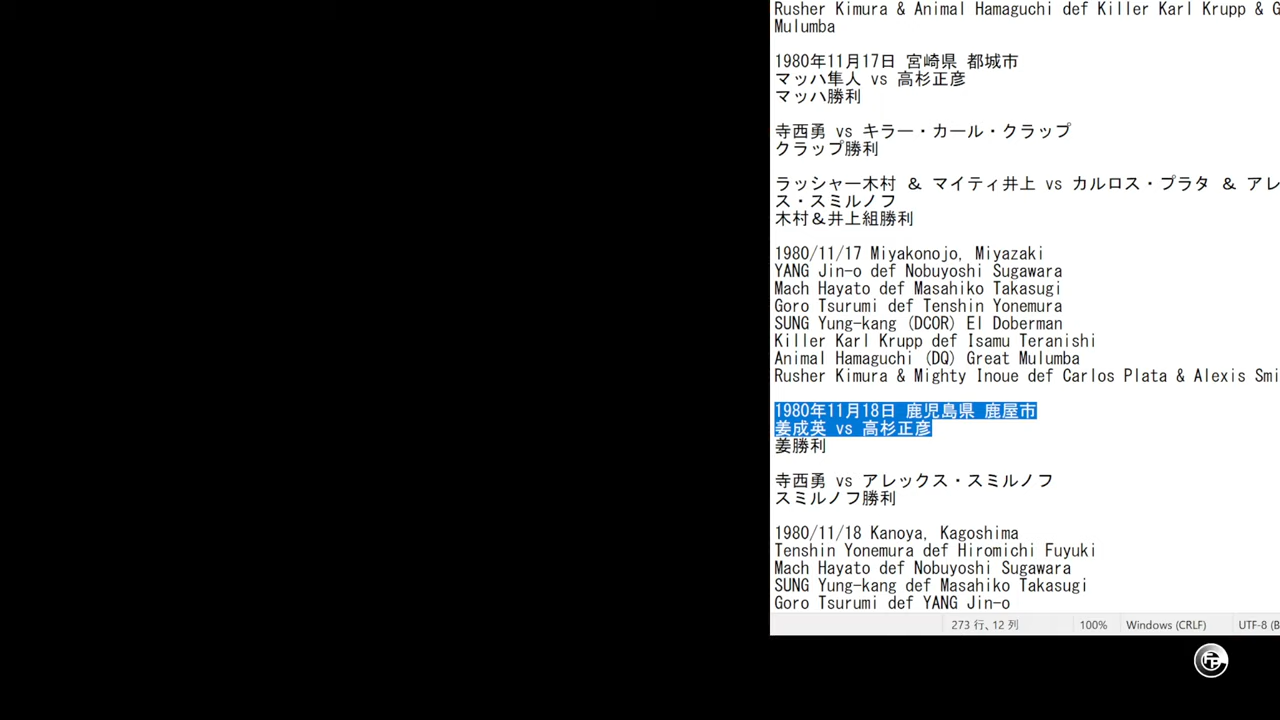 Rusher Kimura & Animal Hamaguchi def Killer Karl Krupp & G
Mulumba
1980年11月17日 宮崎県 都城市
マッハ隼人 vs 高杉正彦
マッハ勝利
寺西勇 vs キラー・カール・クラップ
クラップ勝利
ラッシャー木村 & マイティ井上 vs カルロス・プラタ & アレ
ス・スミルノフ
木村&井上組勝利
1980/11/17 Miyakonojo, Miyazaki
YANG Jin-o def Nobuyoshi Sugawara
Mach Hayato def Masahiko Takasugi
Goro Tsurumi def Tenshin Yonemura
SUNG Yung-kang (DCOR) El Doberman
Killer Karl Krupp def Isamu Teranishi
Animal Hamaguchi (DQ) Great Mulumba
Rusher Kimura & Mighty Inoue def Carlos Plata & Alexis Smi
1980年11月18日 鹿児島県 鹿屋市
姜成英 vs 高杉正彦
姜勝利
寺西勇 vs アレックス・スミルノフ
スミルノフ勝利
1980/11/18 Kanoya, Kagoshima
Tenshin Yonemura def Hiromichi Fuyuki
Mach Hayato def Nobuyoshi Sugawara
SUNG Yung-kang def Masahiko Takasugi
Goro Tsurumi def YANG Jin-o
273 行、12 列 100% Windows (CRLF) UTF-8 (B